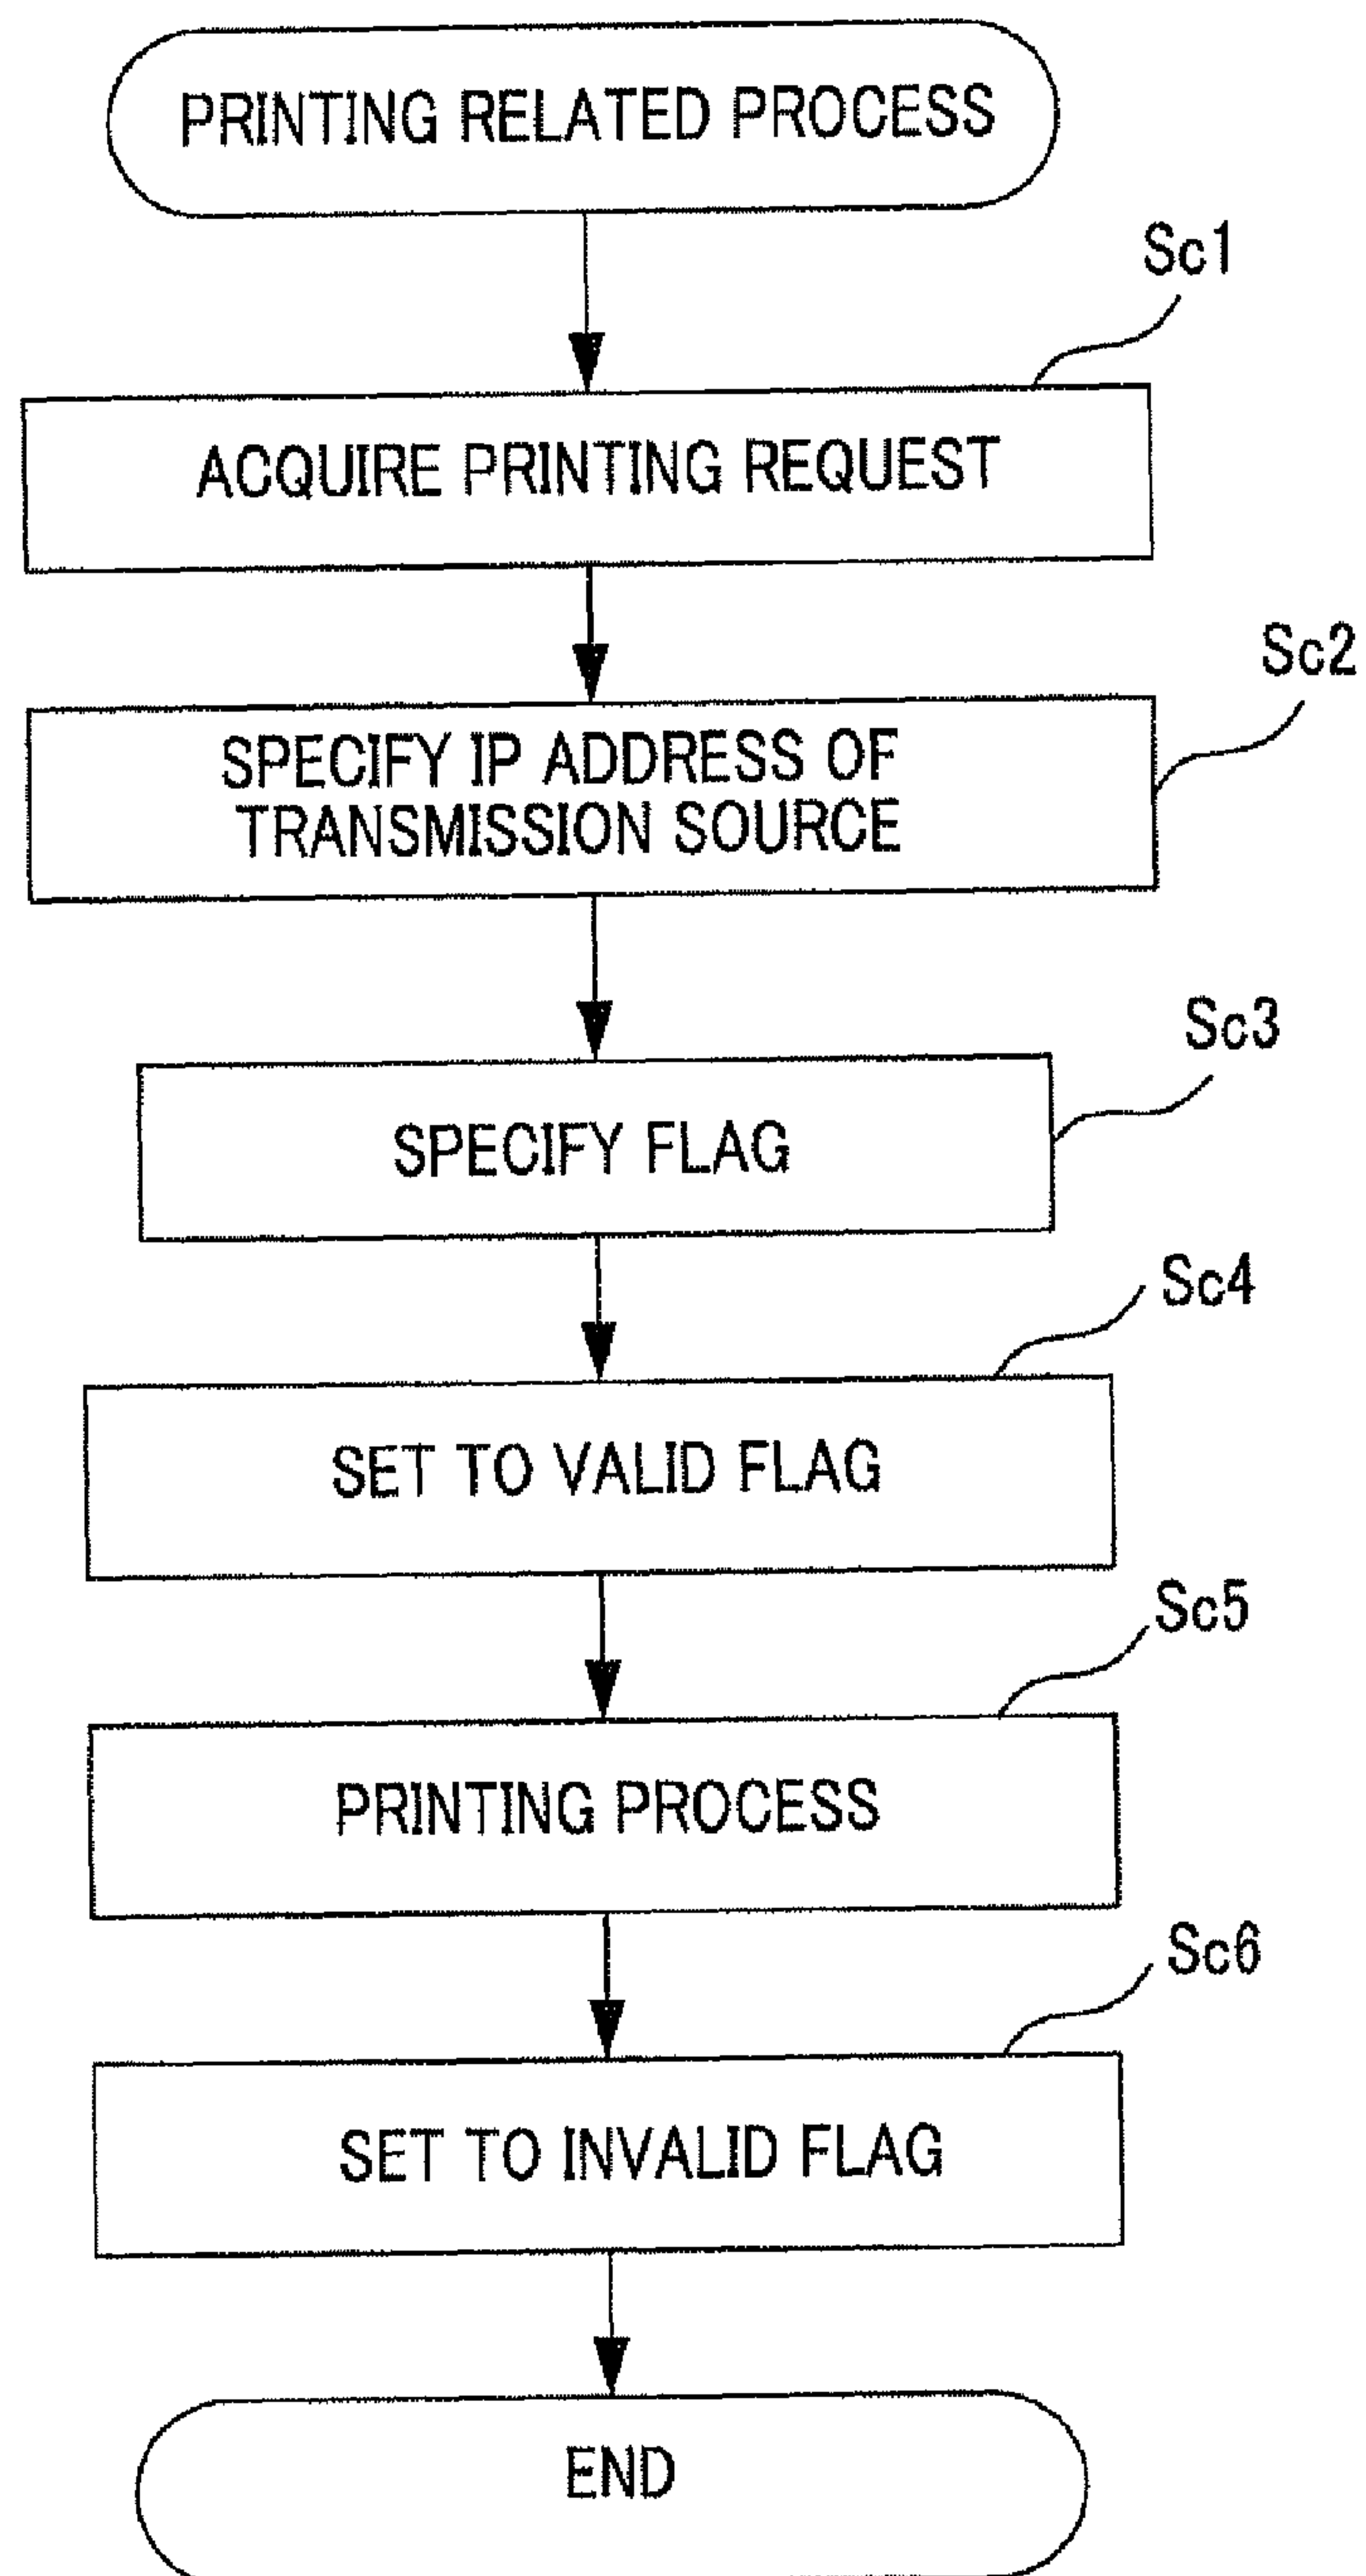 PRINTING RELATED PROCESS
Sc1
ACQUIRE PRINTING REQUEST
Sc2
SPECIFY IP ADDRESS OF
TRANSMISSION SOURCE
Sc3
SPECIFY FLAG
Sc4
SET TO VALID FLAG
Sc5
PRINTING PROCESS
Sc6
SET TO INVALID FLAG
END